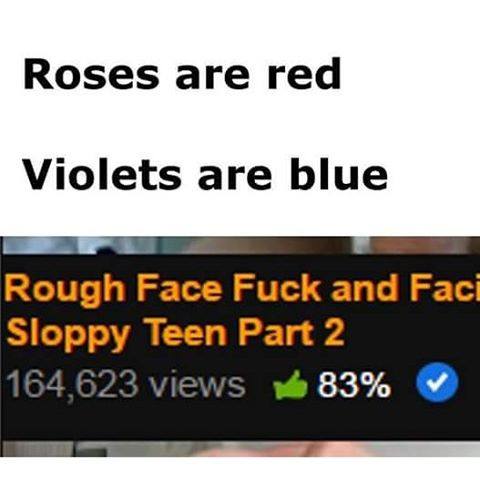 Roses are red
Violets are blue
Rough Face Fuck and Faci
Sloppy Teen Part 2
164,623 views 83%